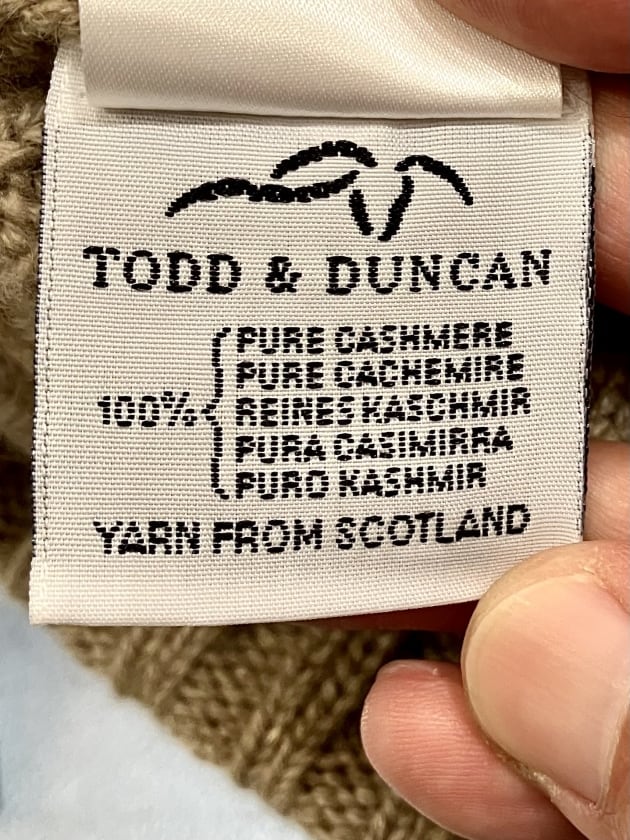 TODD & DUNCAN
PURE CASHMERE
PURE CACHEMIRE
100% REINES KASCHMIR
PURA CASIMIRRA
PURO KASHMIR
YARN FROM SCOTLAND